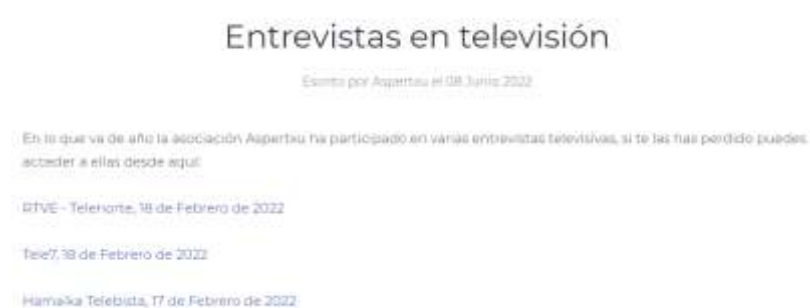 Entrevistas en televisión
Escrito por Aspertxu el 08 Junio 2022
En lo que va de año la asociación Aspertxu ha participado en varias entrevistas televisivas, si te las has perdido puedes
acceder a ellas desde aquí:
RTVE - Telenorte, 18 de Febrero de 2022
Tele7, 18 de Febrero de 2022
Hamaika Telebista, 17 de Febrero de 2022